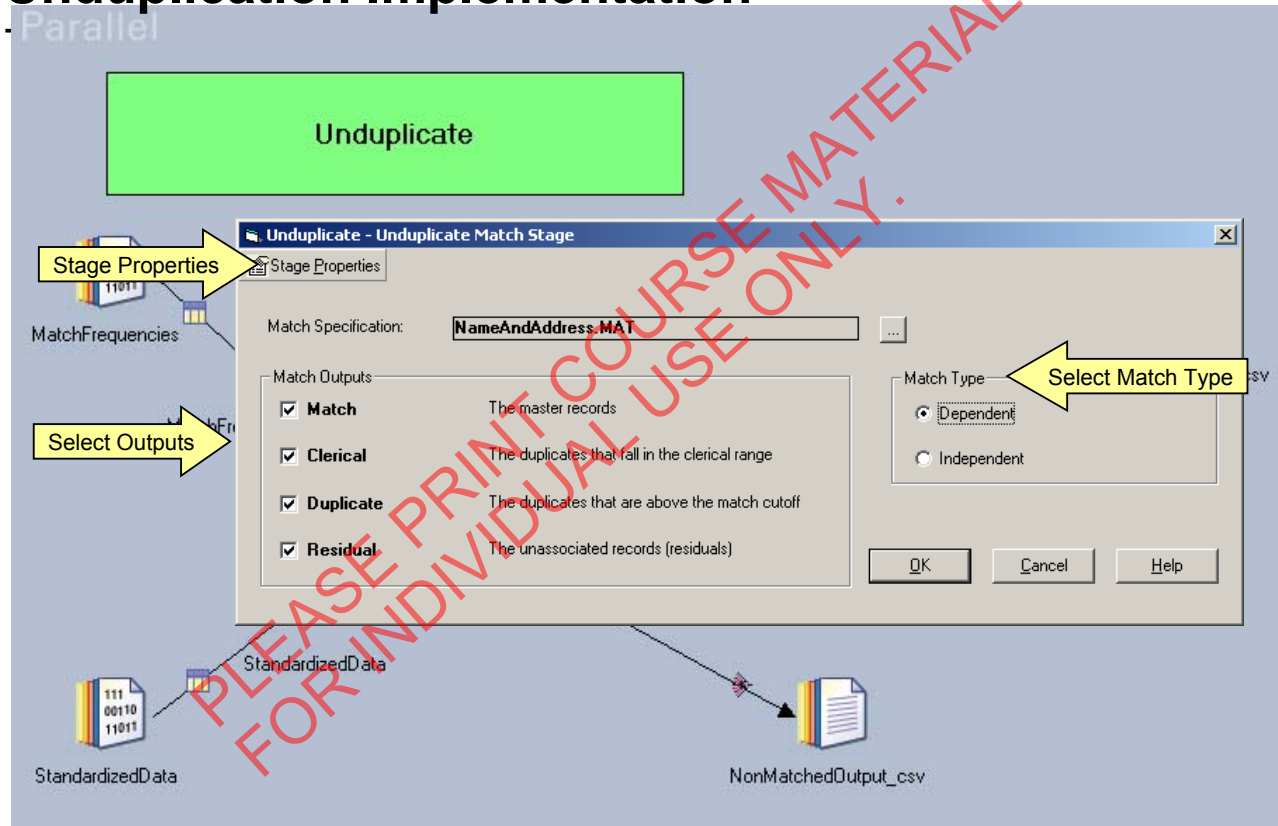 Unduplication Implementation
Parallel
Unduplicate
Unduplicate - Unduplicate Match Stage
Stage Properties
Stage Properties
MatchFrequencies
Match Specification:
NameAndAddress.MAT
...
Match Outputs
Match
The master records
Clerical
The duplicates that fall in the clerical range
Duplicate
The duplicates that are above the match cutoff
Residual
The unassociated records (residuals)
Match Type
Select Match Type
Dependent
Independent
Select Outputs
OK
Cancel
Help
StandardizedData
111
00110
11011
StandardizedData
NonMatchedOutput_csv
PLEASE PRINT COURSE MATERIAL
FOR INDIVIDUAL USE ONLY.